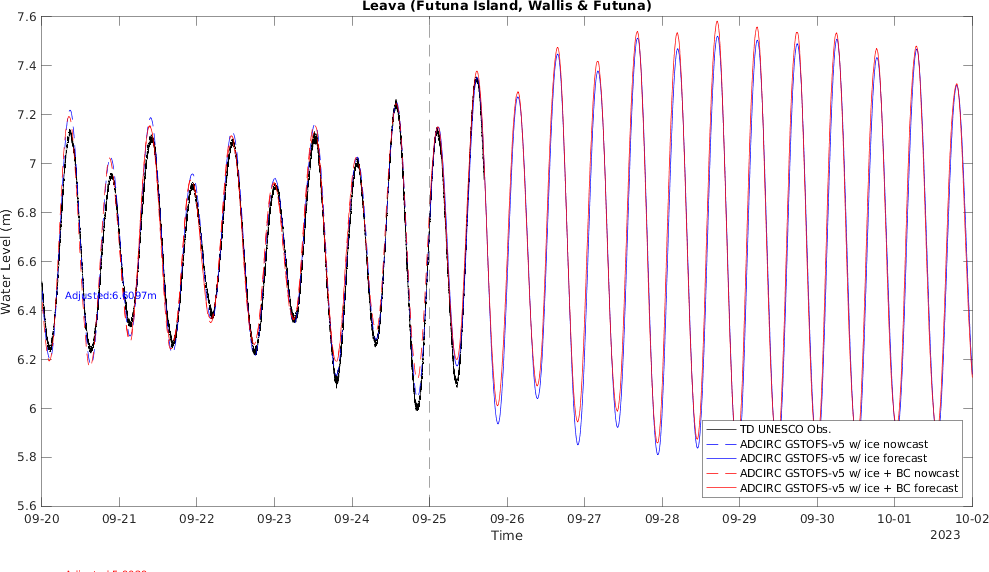 Leava (Futuna Island, Wallis & Futuna)
7.6
7.4
7.2
7
6.8
6.6
6.4
6.2
6
5.8
5.6
Water Level (m)
Adjusted:6.6097m
TD UNESCO Obs.
ADCIRC GSTOFS-v5 w/ ice nowcast
ADCIRC GSTOFS-v5 w/ ice forecast
ADCIRC GSTOFS-v5 w/ ice + BC nowcast
ADCIRC GSTOFS-v5 w/ ice + BC forecast
09-20 09-21 09-22 09-23 09-24 09-25 09-26 09-27 09-28 09-29 09-30 10-01 10-02
Time
2023